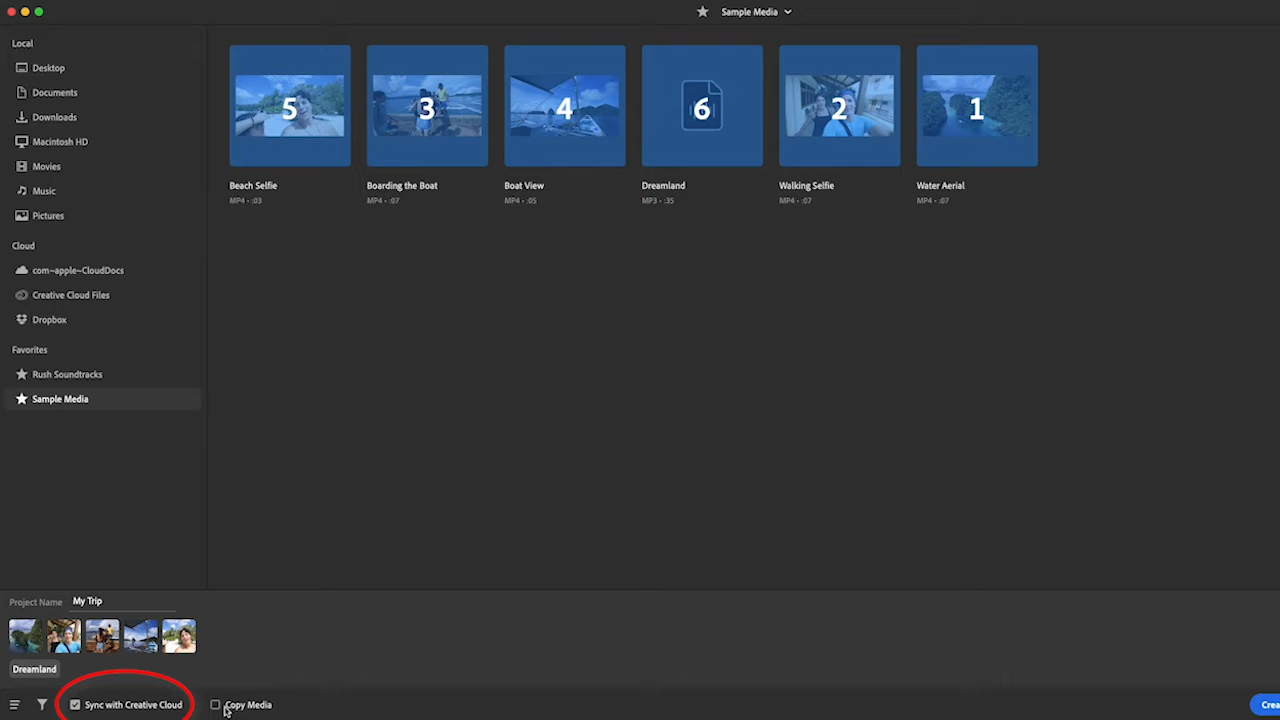 Sample Media
Local
Desktop
Documents
Downloads
Macintosh HD
Movies
Music
Pictures
Cloud
com~apple~CloudDocs
Creative Cloud Files
Dropbox
Favorites
Rush Soundtracks
Sample Media
5 3 4 6 2 1
Beach Selfie Boarding the Boat Boat View Dreamland Walking Selfie Water Aerial
MP4 • :03 MP4 • :07 MP4 • :05 MP3 • :35 MP4 • :07 MP4 • :07
Project Name My Trip
Dreamland
Sync with Creative Cloud Copy Media Crea